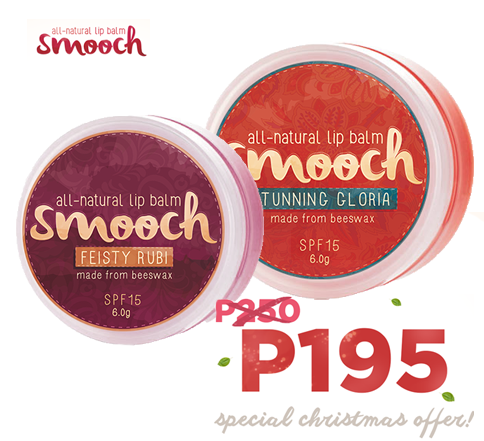 all-natural lip balm
smooch
all-natural lip balm
smooch
TUNNING GLORIA
made from beeswax
SPF15
6.0g
all-natural lip balm
smooch
FEISTY RUBI
made from beeswax
SPF15
6.0g
P250
P195
special christmas offer!